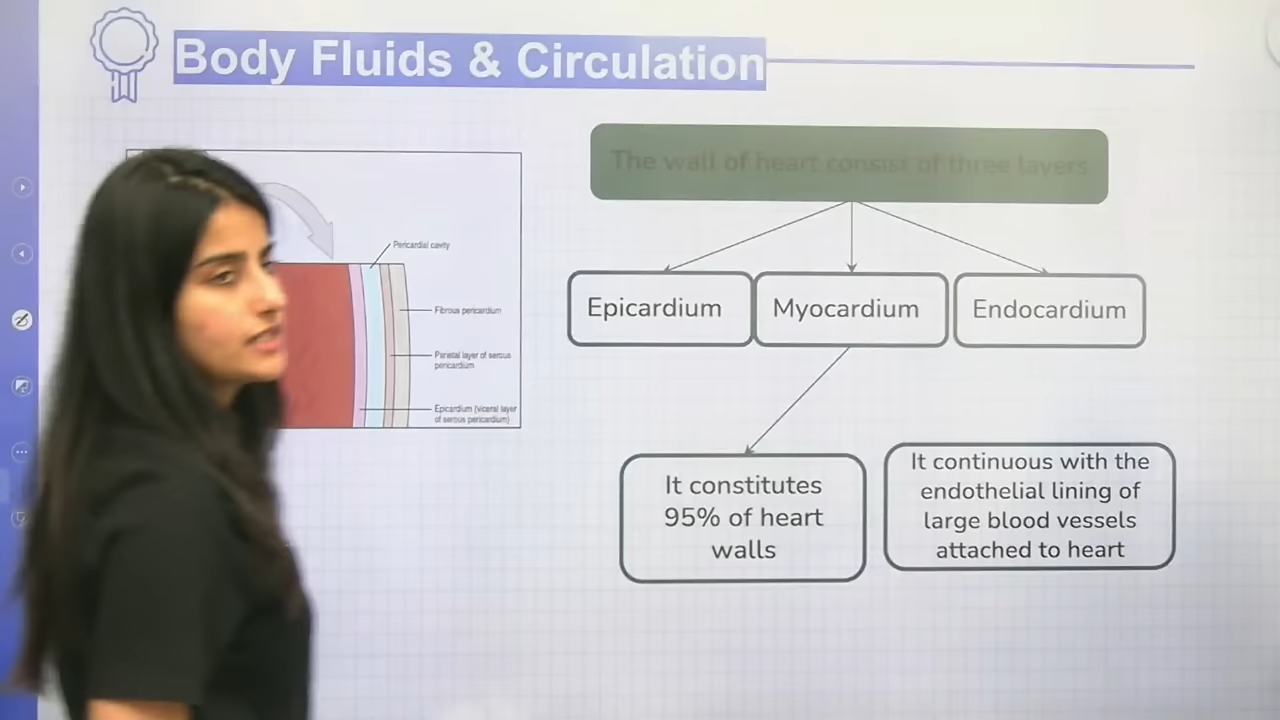 Body Fluids & Circulation
The wall of heart consist of three layers
Pericardial cavity
Fibrous pericardium
Parietal layer of serous
pericardium
Epicardium (viceral layer
of serous pericardium)
Epicardium
Myocardium
Endocardium
It constitutes
95% of heart
walls
It continuous with the
endothelial lining of
large blood vessels
attached to heart